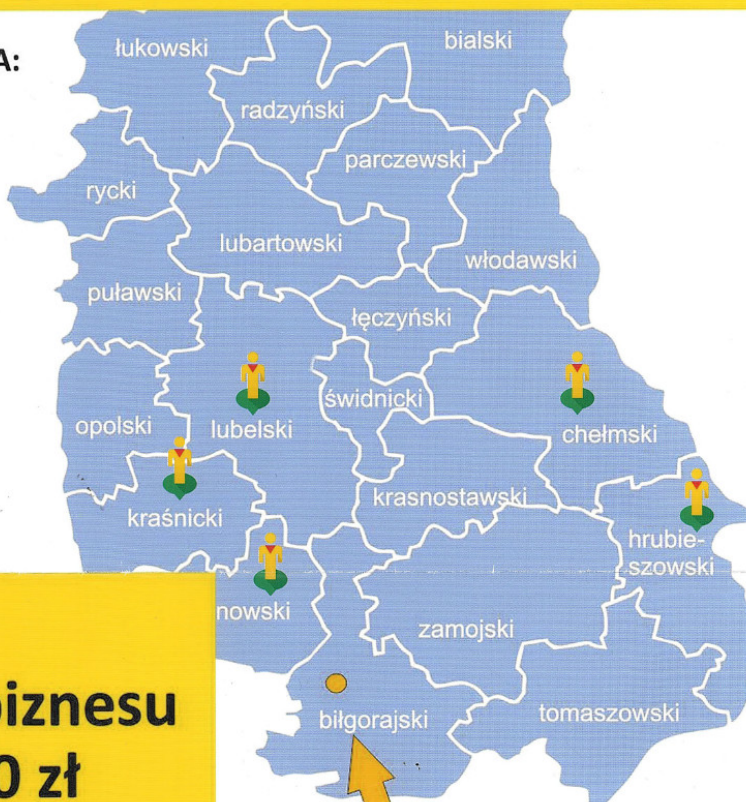 A:
łukowski
bialski
radzyński
parczewski
rycki
lubartowski
włodawski
puławski
łęczyński
świdnicki
opolski
lubelski
chełmski
kraśnicki
krasnostawski
hrubie-
szowski
nowski
zamojski
biznesu
0 zł
biłgorajski
tomaszowski